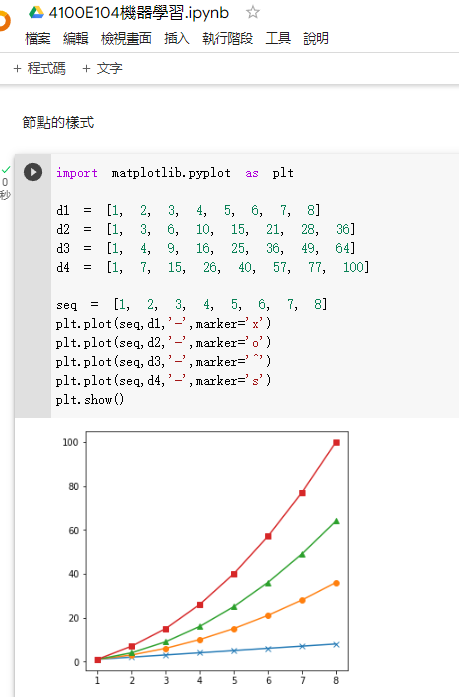 4100E104機器學習.ipynb
檔案 編輯 檢視畫面 插入 執行階段 工具 說明
+ 程式碼 + 文字
節點的樣式
0
秒
import matplotlib.pyplot as plt
d1 = [1, 2, 3, 4, 5, 6, 7, 8]
d2 = [1, 3, 6, 10, 15, 21, 28, 36]
d3 = [1, 4, 9, 16, 25, 36, 49, 64]
d4 = [1, 7, 15, 26, 40, 57, 77, 100]
seq = [1, 2, 3, 4, 5, 6, 7, 8]
plt.plot(seq,d1,'-',marker='x')
plt.plot(seq,d2,'-',marker='o')
plt.plot(seq,d3,'-',marker='^')
plt.plot(seq,d4,'-',marker='s')
plt.show()
100
80
60
40
20
0
1 2 3 4 5 6 7 8